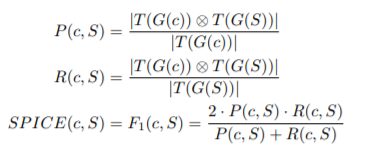 P(c, S) = |T(G(c)) ⊗ T(G(S))| / |T(G(c))|
R(c, S) = |T(G(c)) ⊗ T(G(S))| / |T(G(S))|
SPICE(c, S) = F₁(c, S) = 2 · P(c, S) · R(c, S) / P(c, S) + R(c, S)